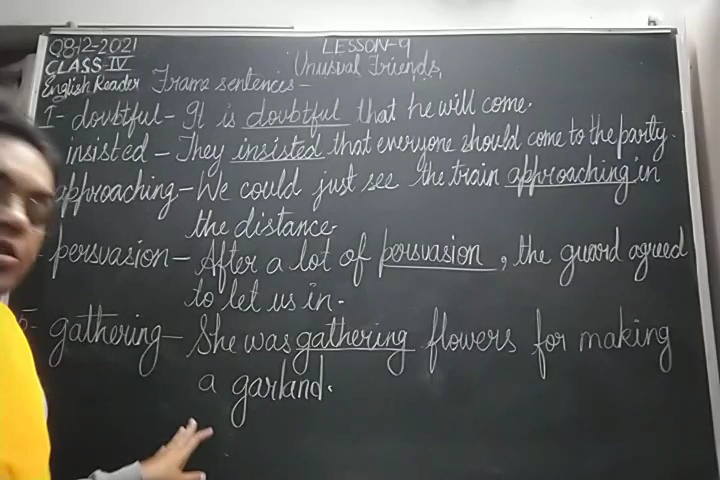 08-12-2021 LESSON-9
CLASS-IV Unusual Friends
English Reader Frame sentences-
1- doubtful- It is doubtful that he will come.
insisted - They insisted that everyone should come to the party.
approaching - We could just see the train approaching in
the distance.
persuasion - After a lot of persuasion, the guard agreed
to let us in.
5- gathering - She was gathering flowers for making
a garland.